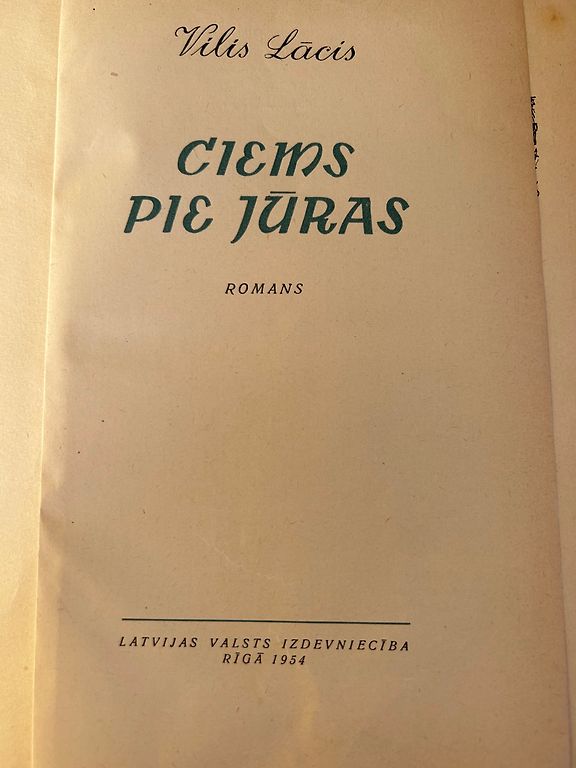 Vilis Lācis
CIEMS
PIE JŪRAS
ROMANS
LATVIJAS VALSTS IZDEVNIECĪBA
RĪGĀ 1954